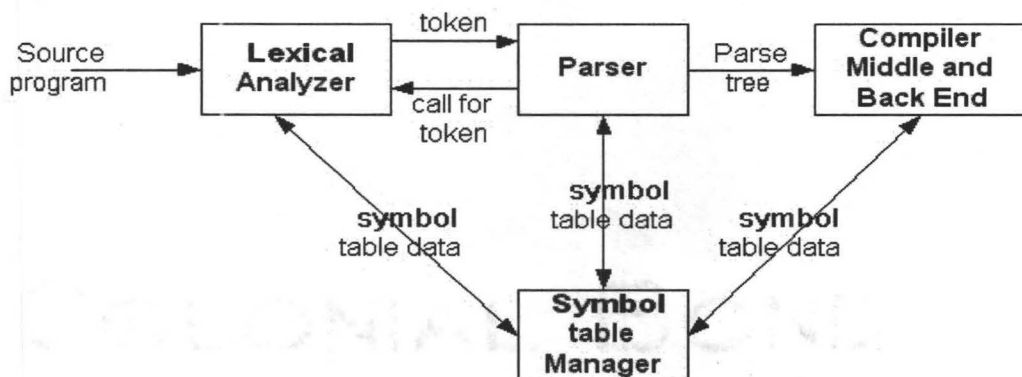 Source
program
Lexical
Analyzer
token
call for
token
Parser
Parse
tree
Compiler
Middle and
Back End
symbol
table data
symbol
table data
symbol
table data
Symbol
table
Manager